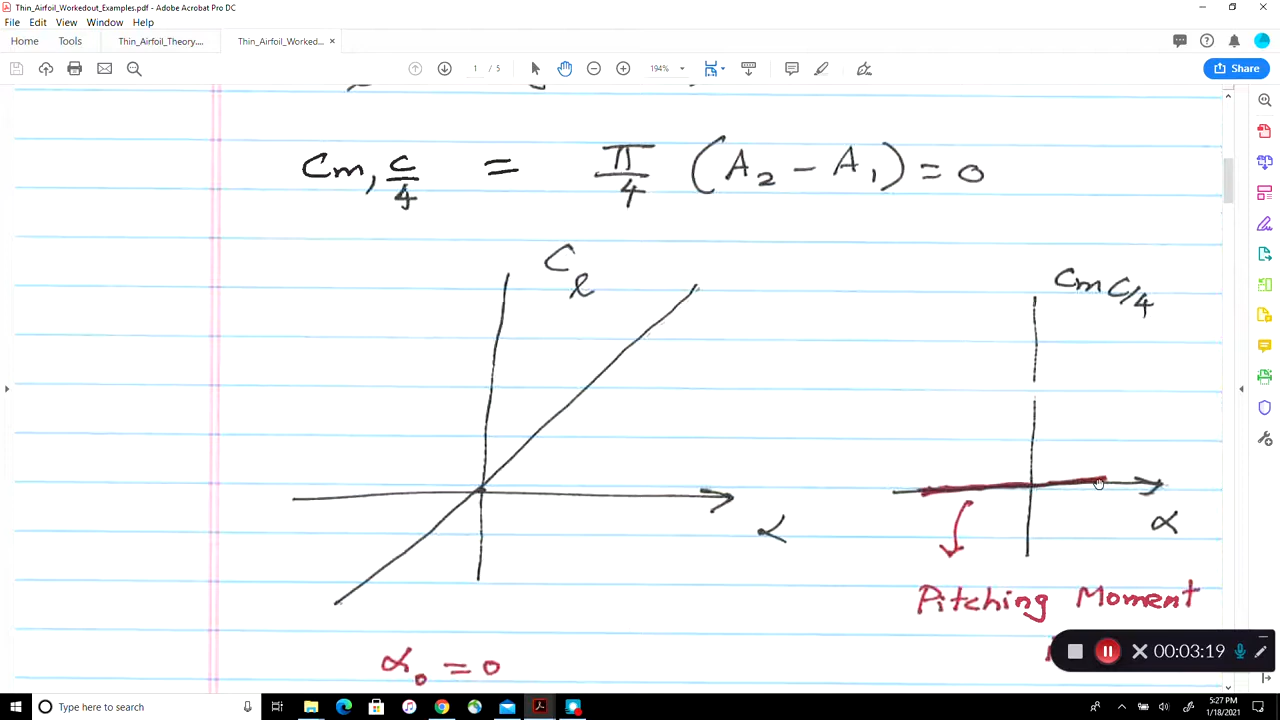 Thin_Airfoil_Workedout_Examples.pdf - Adobe Acrobat Pro DC
File Edit View Window Help
Home Tools Thin_Airfoil_Theory.... Thin_Airfoil_Worked...
1 / 5 194% Share
Cm, c/4 = π/4 (A₂ - A₁) = 0
Cℓ
Cm C/4
α
α
Pitching Moment
α₀ = 0
00:03:19
Type here to search
5:27 PM
1/18/2021